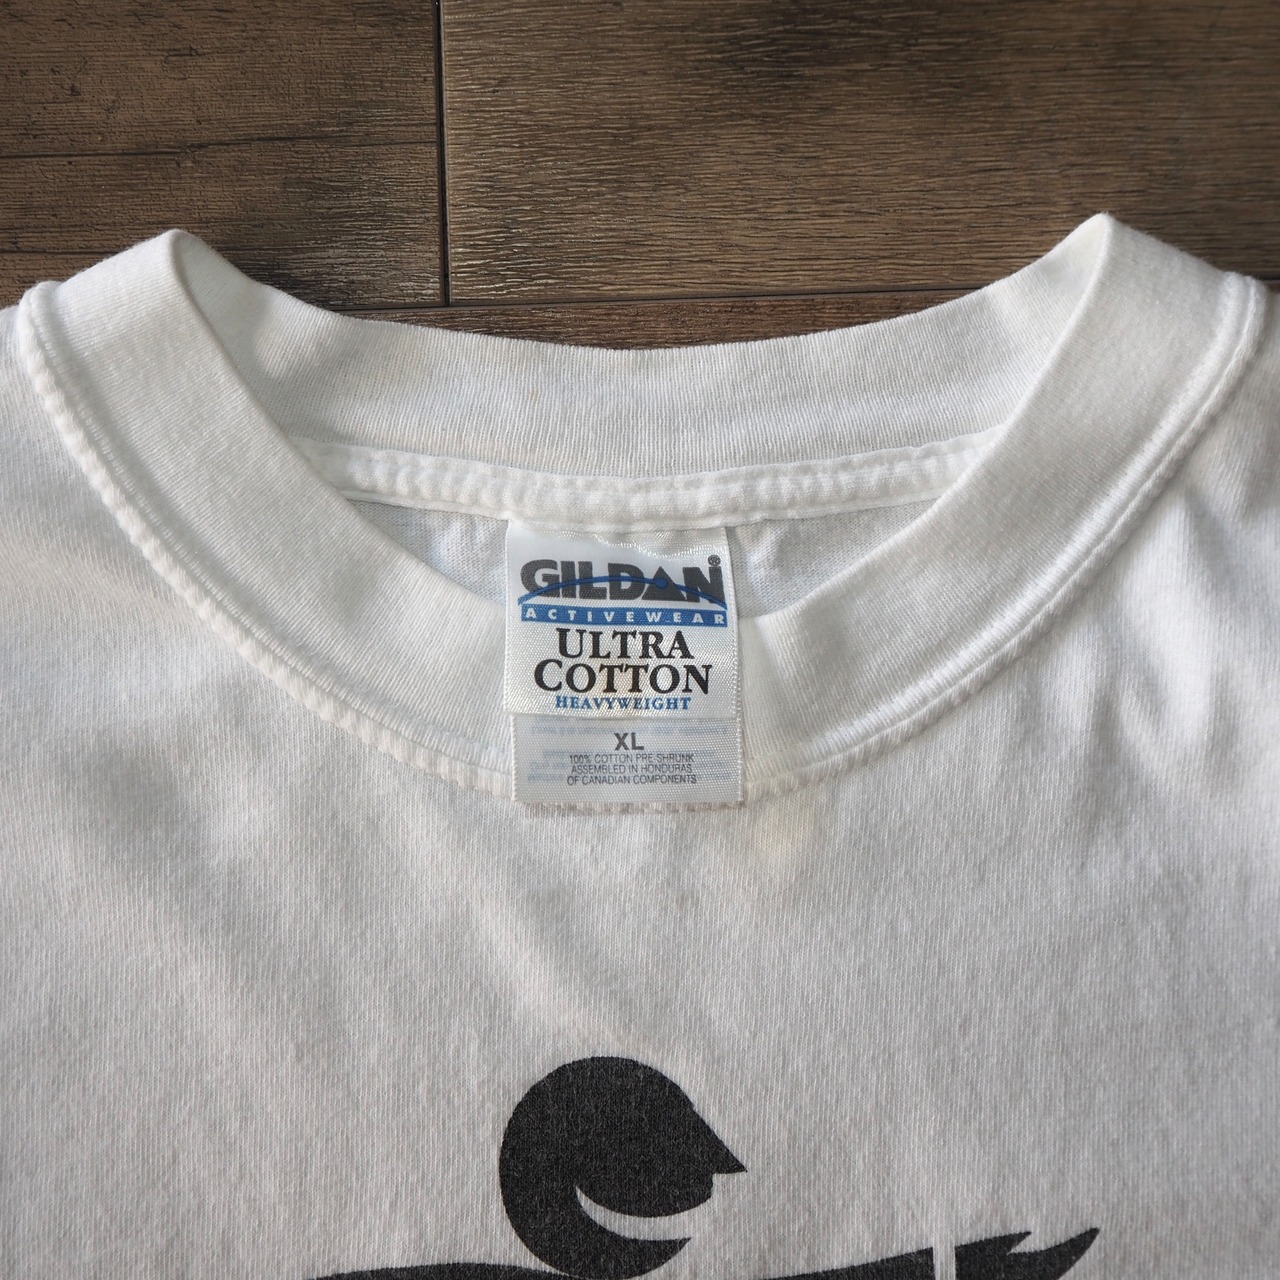 GILDAN®
ACTIVEWEAR
ULTRA
COTTON
HEAVYWEIGHT
XL
100% COTTON PRE-SHRUNK
ASSEMBLED IN HONDURAS
OF CANADIAN COMPONENTS